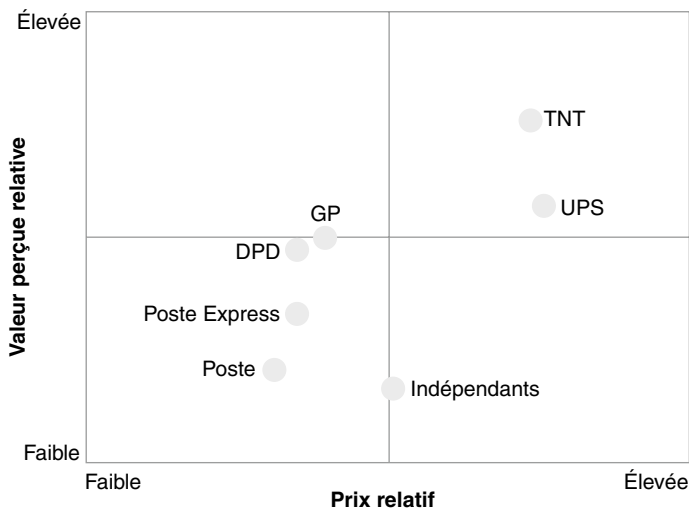 Élevée
Valeur perçue relative
TNT
UPS
GP
DPD
Poste Express
Poste
Indépendants
Faible
Faible
Élevée
Prix relatif